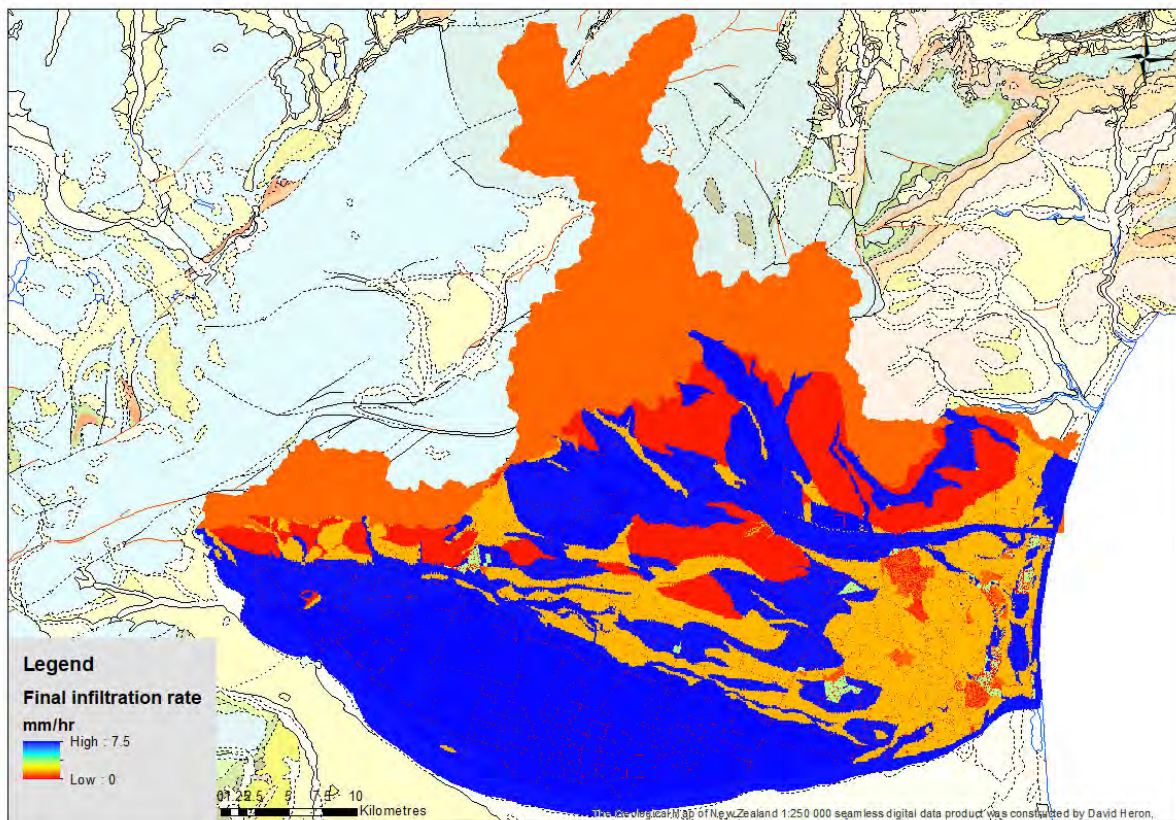 Legend
Final infiltration rate
mm/hr
High : 7.5
Low : 0
5
10
Kilometres
The Geological Map of New Zealand 1:250 000 seamless digital data product was constructed by David Heron,